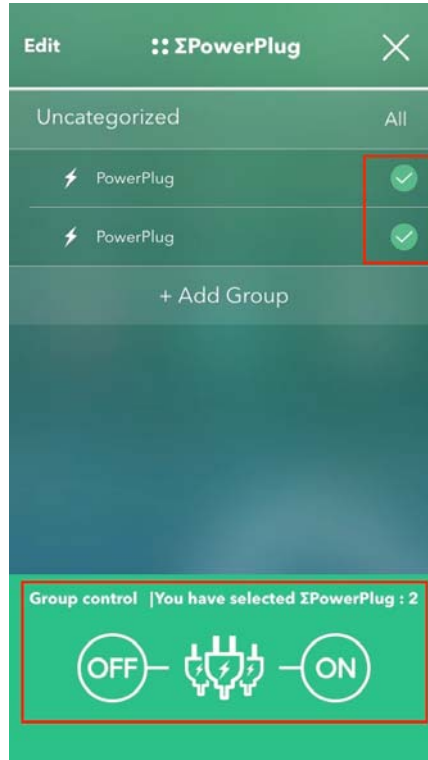 Edit ΣPowerPlug
Uncategorized All
PowerPlug
PowerPlug
+ Add Group
Group control |You have selected ΣPowerPlug : 2
OFF ON